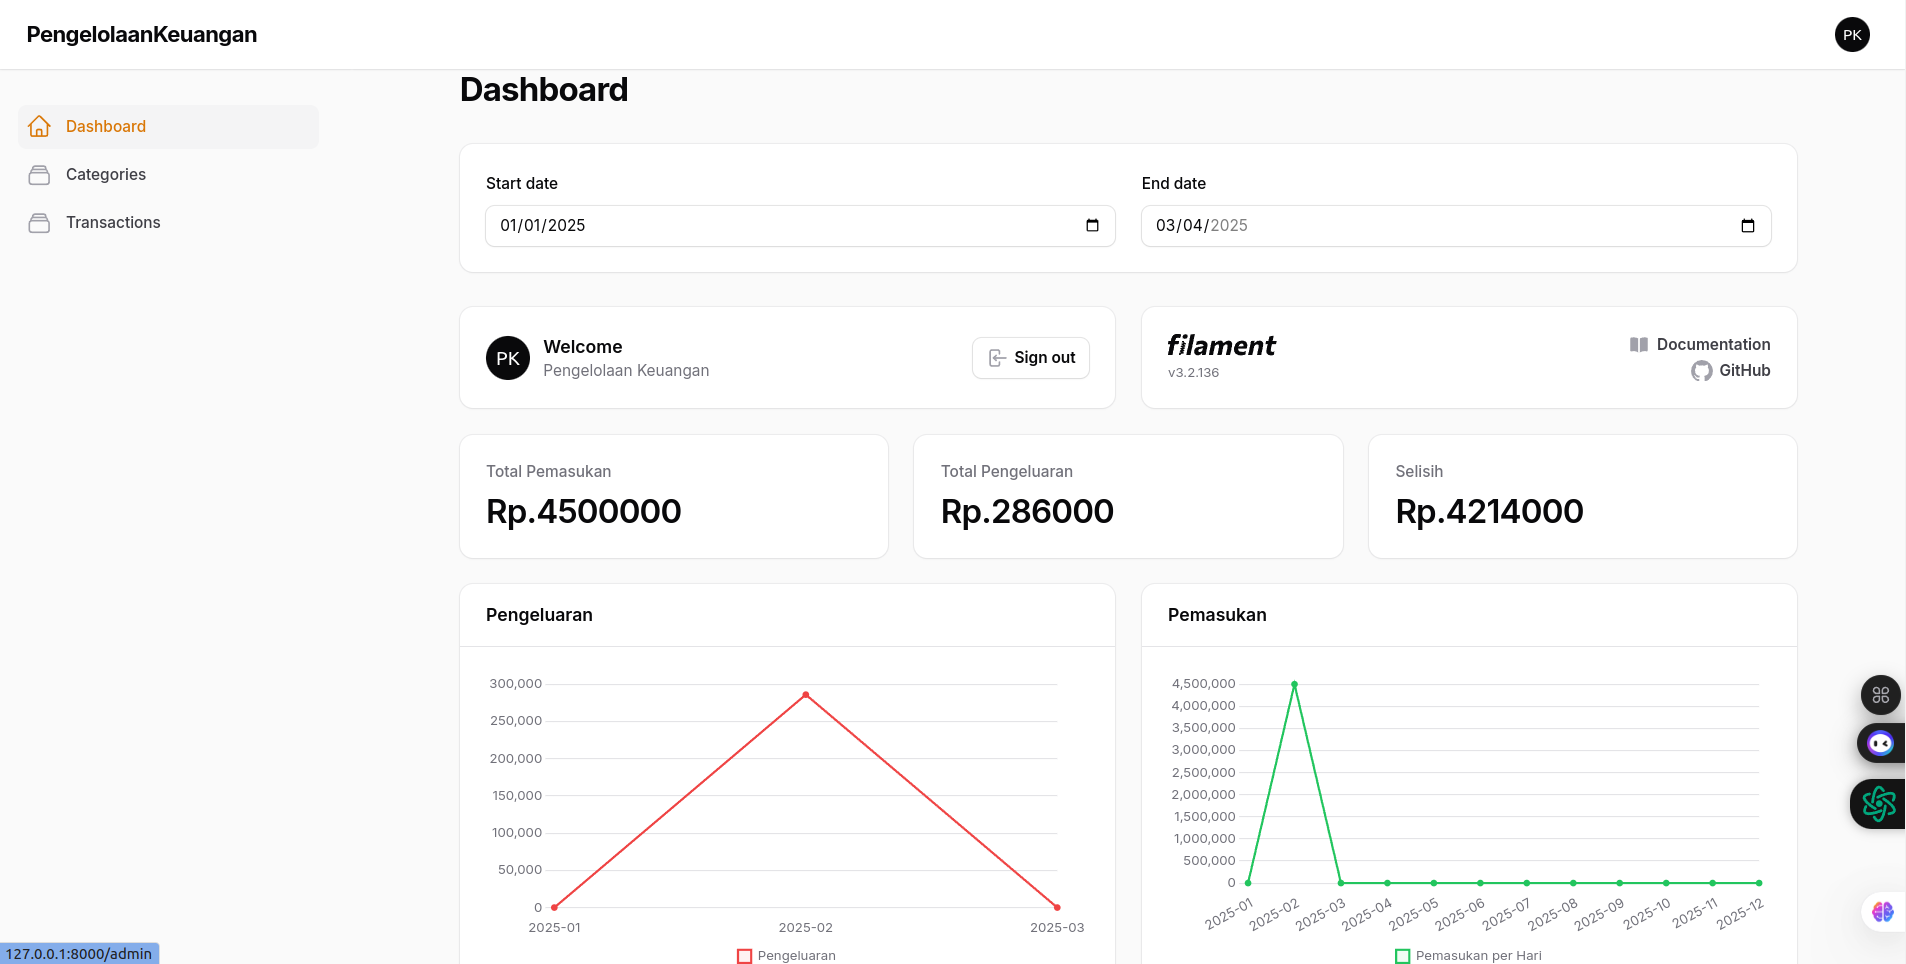 PengelolaanKeuangan
PK
Dashboard
Categories
Transactions
Dashboard
Start date
01/01/2025
End date
03/04/2025
PK
Welcome
Pengelolaan Keuangan
Sign out
filament
v3.2.136
Documentation
GitHub
Total Pemasukan
Rp.4500000
Total Pengeluaran
Rp.286000
Selisih
Rp.4214000
Pengeluaran
300,000
250,000
200,000
150,000
100,000
50,000
0
2025-01
2025-02
2025-03
Pengeluaran
Pemasukan
4,500,000
4,000,000
3,500,000
3,000,000
2,500,000
2,000,000
1,500,000
1,000,000
500,000
0
2025-01
2025-02
2025-03
2025-04
2025-05
2025-06
2025-07
2025-08
2025-09
2025-10
2025-11
2025-12
Pemasukan per Hari
127.0.0.1:8000/admin